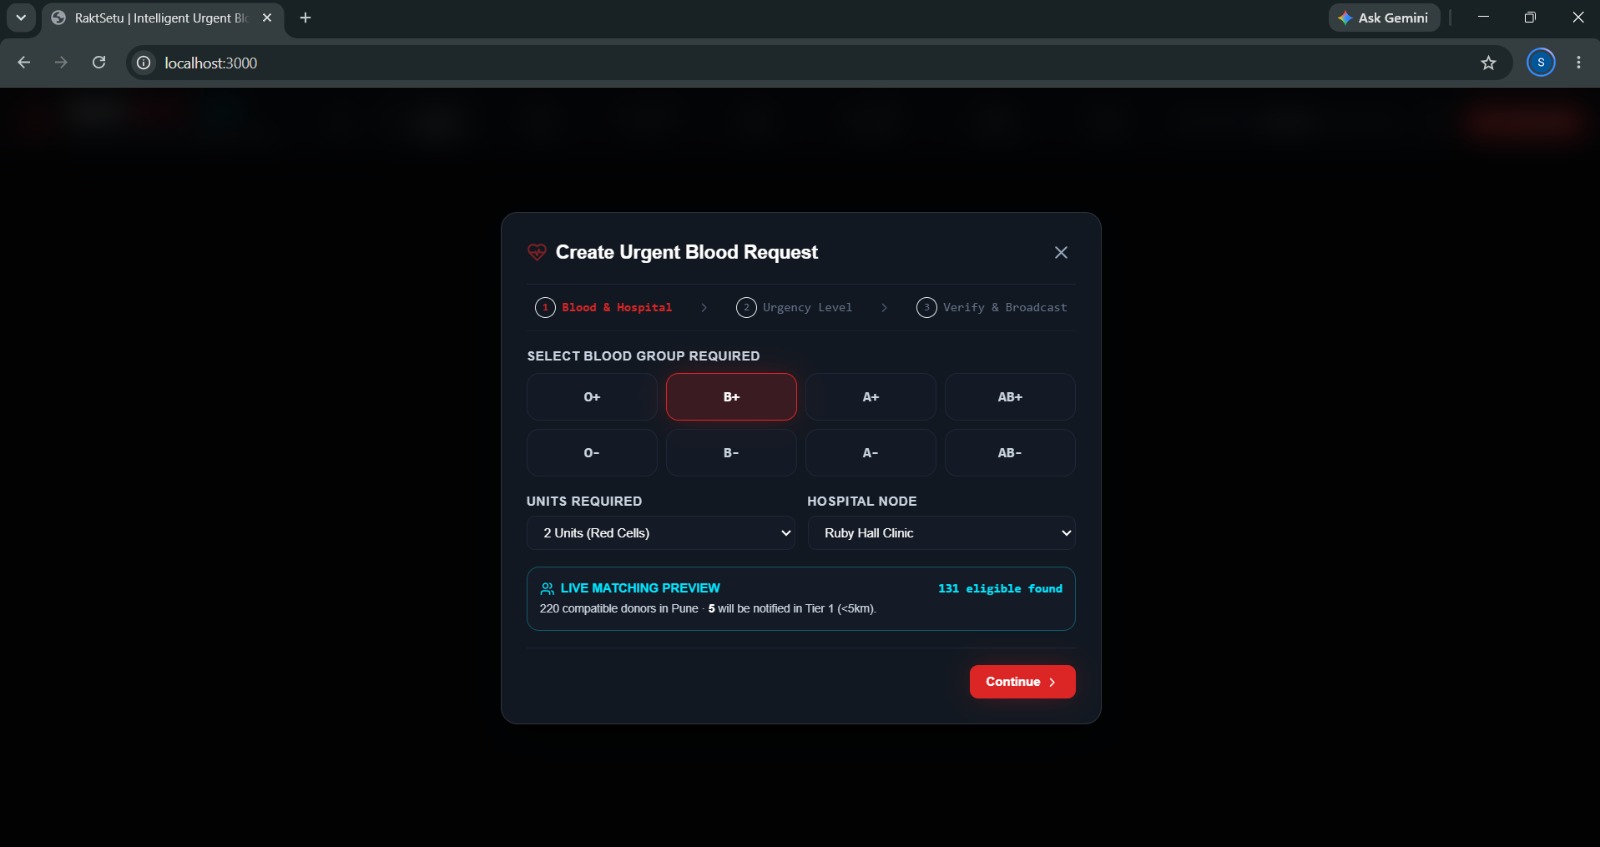 RaktSetu | Intelligent Urgent Bl
Ask Gemini
localhost:3000
S
Create Urgent Blood Request
1 Blood & Hospital > 2 Urgency Level > 3 Verify & Broadcast
SELECT BLOOD GROUP REQUIRED
O+ B+ A+ AB+
O- B- A- AB-
UNITS REQUIRED HOSPITAL NODE
2 Units (Red Cells) Ruby Hall Clinic
LIVE MATCHING PREVIEW 131 eligible found
220 compatible donors in Pune · 5 will be notified in Tier 1 (<5km).
Continue >